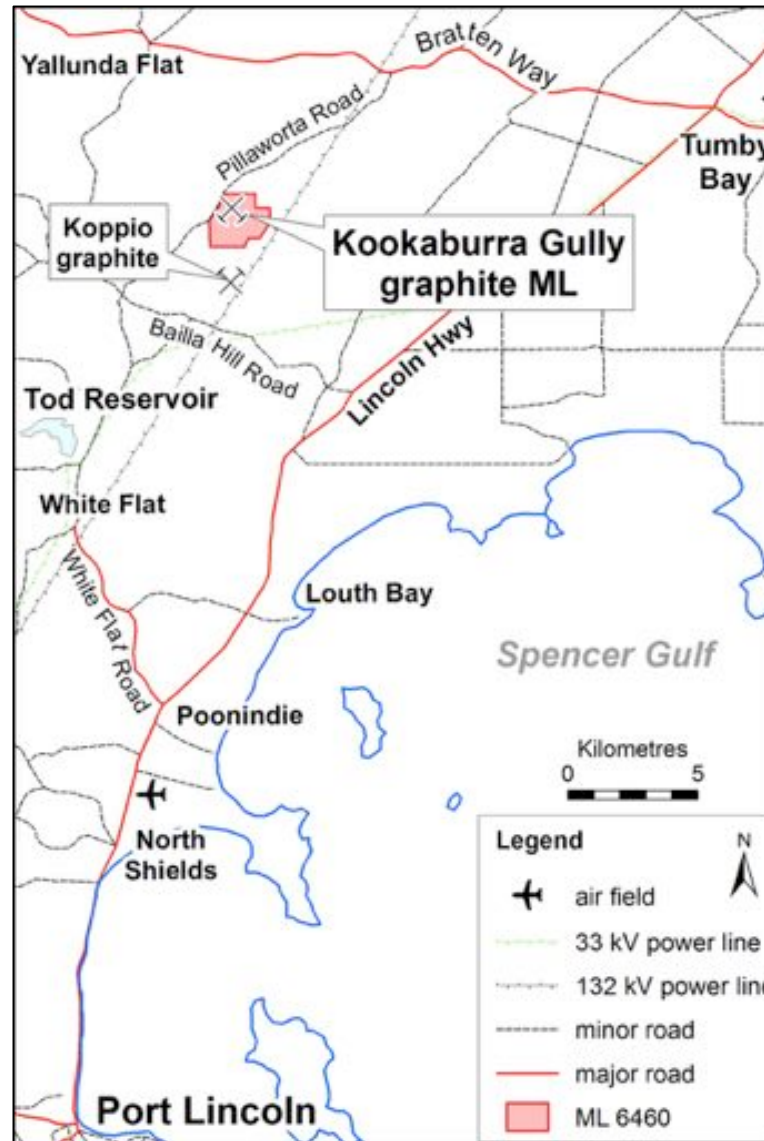 Bratten Way
Yallunda Flat
Pillaworta Road
Tumby
Bay
Koppio
graphite
Kookaburra Gully
graphite ML
Bailla Hill Road
Lincoln Hwy
Tod Reservoir
White Flat
White Flat Road
Louth Bay
Spencer Gulf
Poonindie
Kilometres
0 5
North
Shields
Legend
N
air field
33 kV power line
132 kV power line
minor road
major road
ML 6460
Port Lincoln